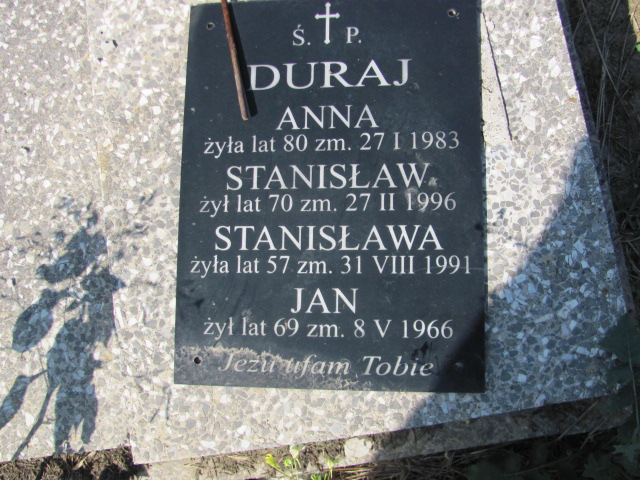 Ś. P.
DURAJ
ANNA
żyła lat 80 zm. 27 I 1983
STANISŁAW
żył lat 70 zm. 27 II 1996
STANISŁAWA
żyła lat 57 zm. 31 VIII 1991
JAN
żył lat 69 zm. 8 V 1966
Jezu ufam Tobie